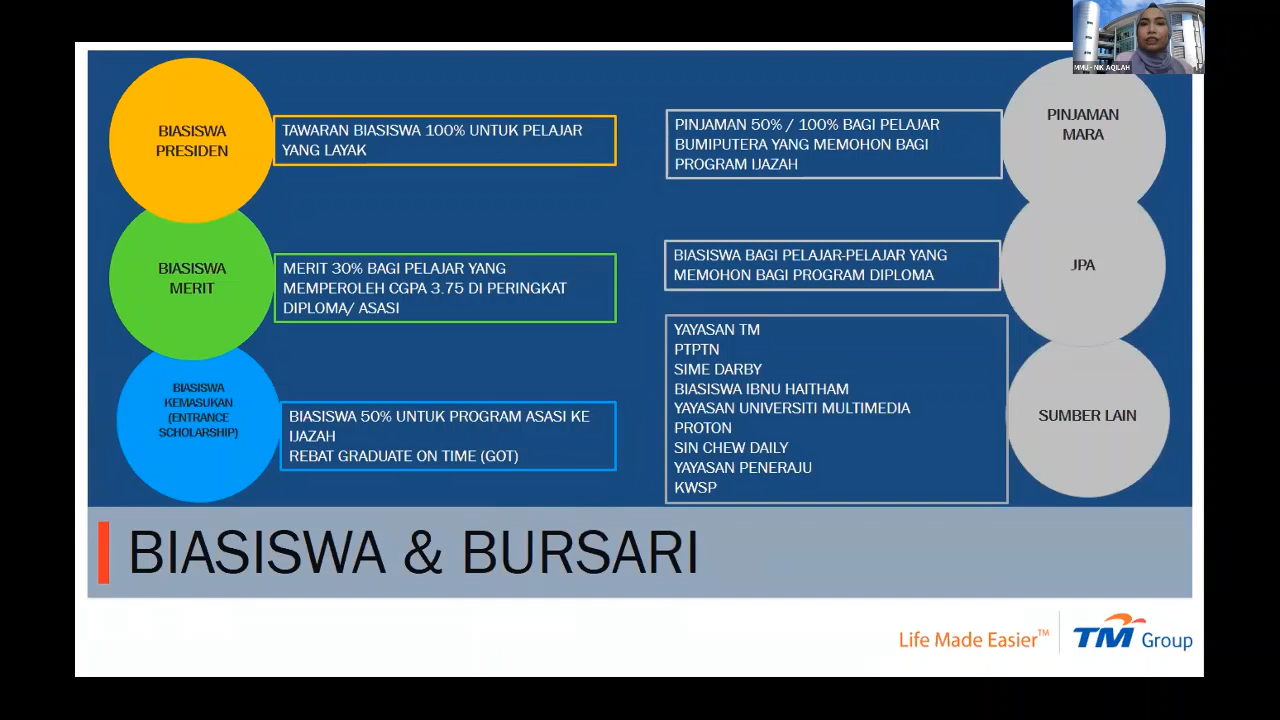 MMU - NIK AQILAH
BIASISWA
PRESIDEN
TAWARAN BIASISWA 100% UNTUK PELAJAR
YANG LAYAK
BIASISWA
MERIT
MERIT 30% BAGI PELAJAR YANG
MEMPEROLEH CGPA 3.75 DI PERINGKAT
DIPLOMA/ ASASI
BIASISWA
KEMASUKAN
(ENTRANCE
SCHOLARSHIP)
BIASISWA 50% UNTUK PROGRAM ASASI KE
IJAZAH
REBAT GRADUATE ON TIME (GOT)
PINJAMAN 50% / 100% BAGI PELAJAR
BUMIPUTERA YANG MEMOHON BAGI
PROGRAM IJAZAH
PINJAMAN
MARA
BIASISWA BAGI PELAJAR-PELAJAR YANG
MEMOHON BAGI PROGRAM DIPLOMA
JPA
YAYASAN TM
PTPTN
SIME DARBY
BIASISWA IBNU HAITHAM
YAYASAN UNIVERSITI MULTIMEDIA
PROTON
SIN CHEW DAILY
YAYASAN PENERAJU
KWSP
SUMBER LAIN
BIASISWA & BURSARI
Life Made Easier™
TM Group